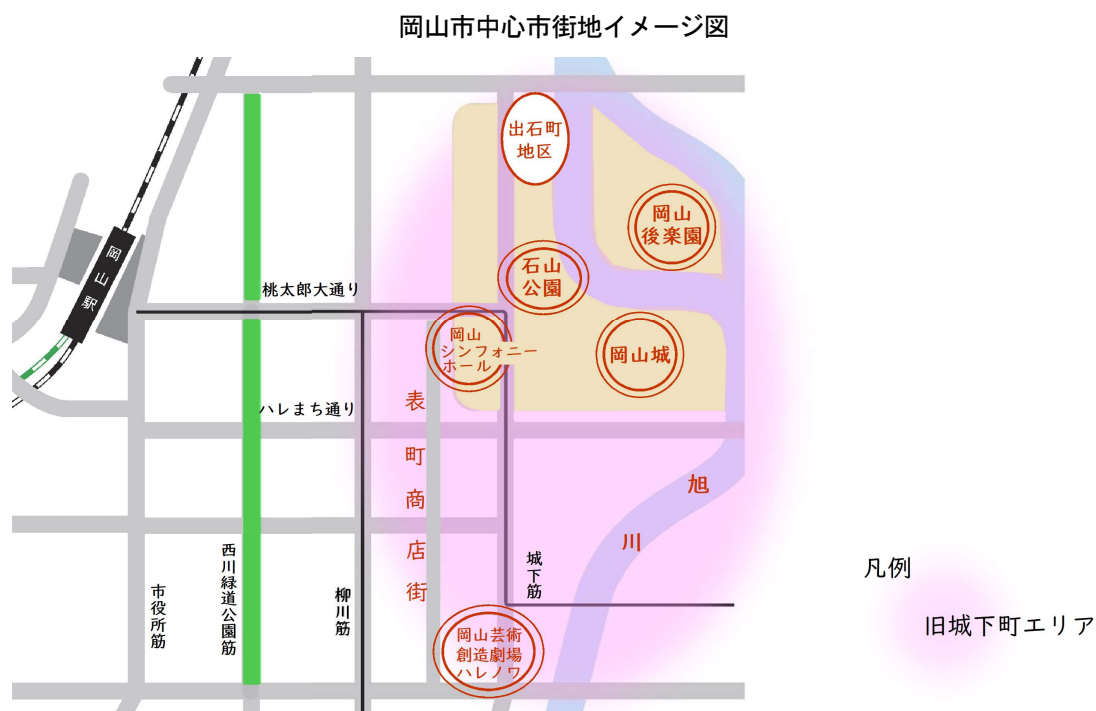 岡山市中心市街地イメージ図
出石町
地区
岡山
後楽園
石山
公園
岡山駅
桃太郎大通り
岡山
シンフォニー
ホール
岡山城
ハレまち通り
表町商店街
旭川
西川緑道公園筋
城下筋
市役所筋
柳川筋
岡山芸術
創造劇場
ハレノワ
凡例
旧城下町エリア